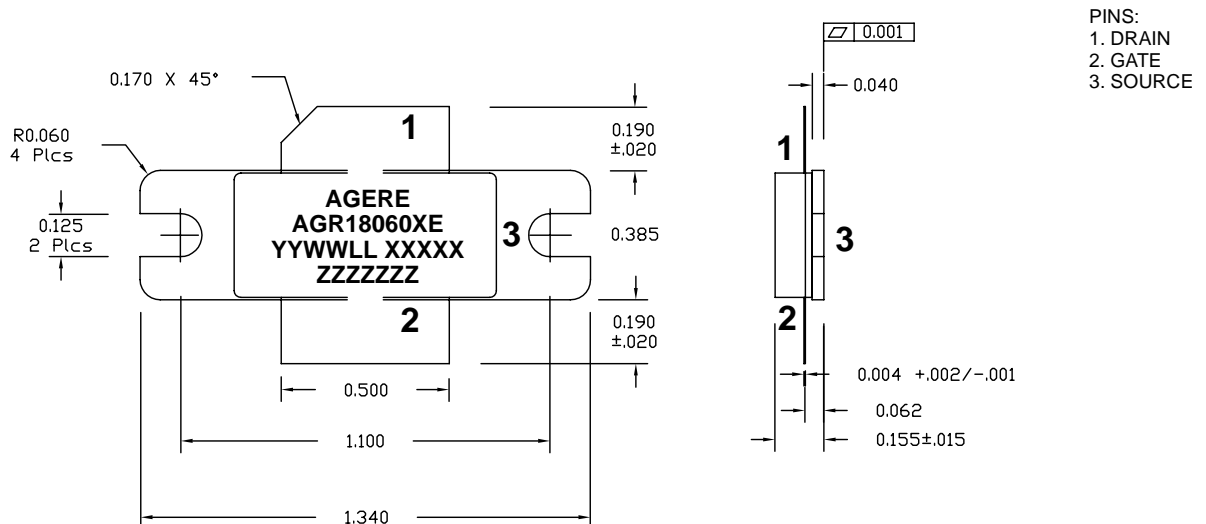 PINS:
1. DRAIN
2. GATE
3. SOURCE
⏥ 0.001
0.040
0.170 X 45°
1
0.190
±.020
R0.060
4 Plcs
AGERE
AGR18060XE
YYWWLL XXXXX
ZZZZZZZ
3
0.125
2 Plcs
0.385
2
0.190
±.020
0.500
1.100
1.340
1
3
2
0.004 +.002/-.001
0.062
0.155±.015